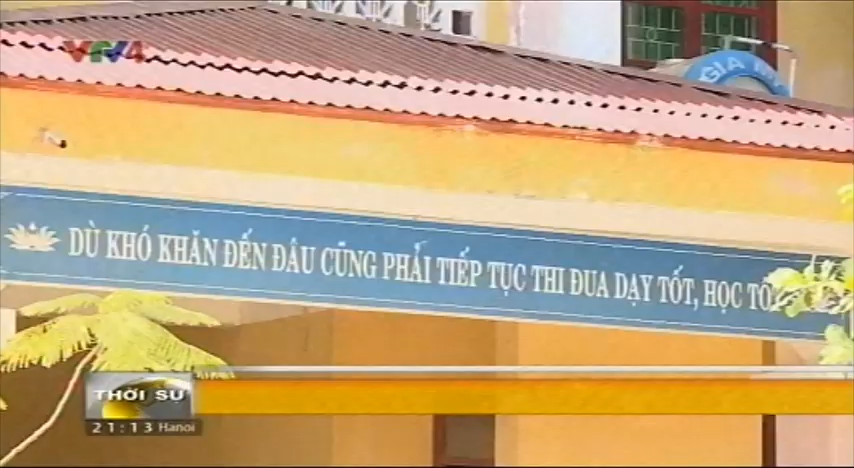 VTV4
GIA
DÙ KHÓ KHĂN ĐẾN ĐÂU CŨNG PHẢI TIẾP TỤC THI ĐUA DẠY TỐT, HỌC
THỜI SỰ
21:13 Hanoi